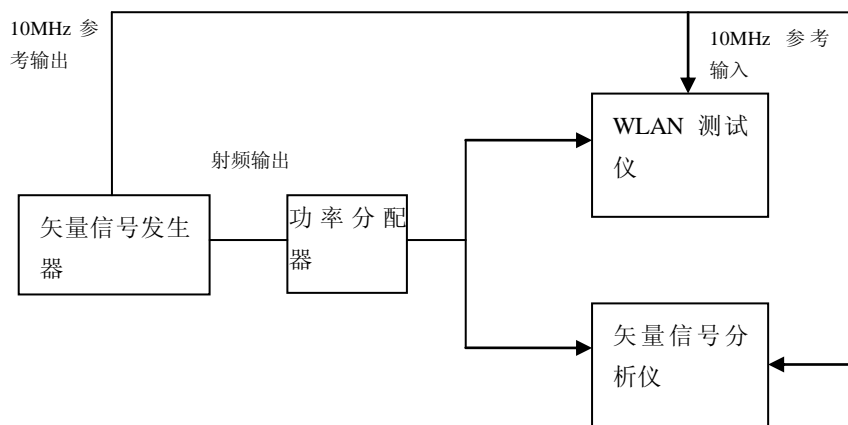 10MHz 参
考输出
10MHz 参考
输入
WLAN 测试
仪
射频输出
矢量信号发生
器
功率分配
器
矢量信号分
析仪